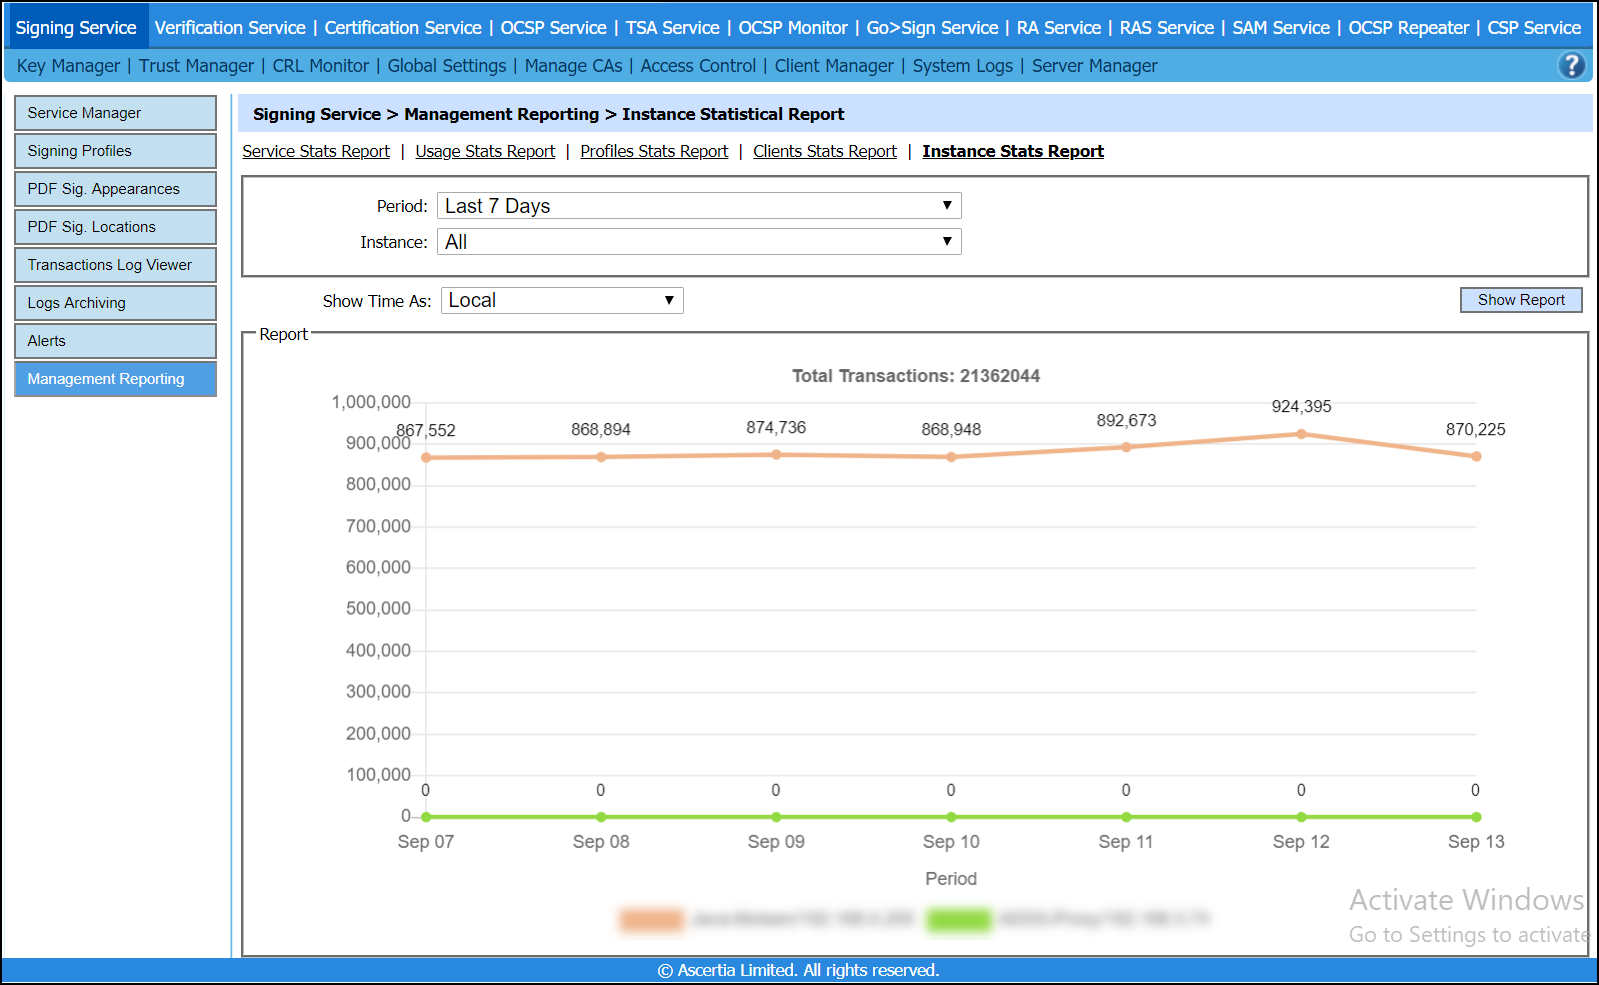 Signing Service Verification Service | Certification Service | OCSP Service | TSA Service | OCSP Monitor | Go>Sign Service | RA Service | RAS Service | SAM Service | OCSP Repeater | CSP Service
Key Manager | Trust Manager | CRL Monitor | Global Settings | Manage CAs | Access Control | Client Manager | System Logs | Server Manager
?
Service Manager
Signing Profiles
PDF Sig. Appearances
PDF Sig. Locations
Transactions Log Viewer
Logs Archiving
Alerts
Management Reporting
Signing Service > Management Reporting > Instance Statistical Report
Service Stats Report | Usage Stats Report | Profiles Stats Report | Clients Stats Report | Instance Stats Report
Period: Last 7 Days
Instance: All
Show Time As: Local
Show Report
Report
Total Transactions: 21362044
1,000,000
900,000
800,000
700,000
600,000
500,000
400,000
300,000
200,000
100,000
0
867,552 868,894 874,736 868,948 892,673 924,395 870,225
0 0 0 0 0 0 0
Sep 07 Sep 08 Sep 09 Sep 10 Sep 11 Sep 12 Sep 13
Period
Activate Windows
Go to Settings to activate
© Ascertia Limited. All rights reserved.